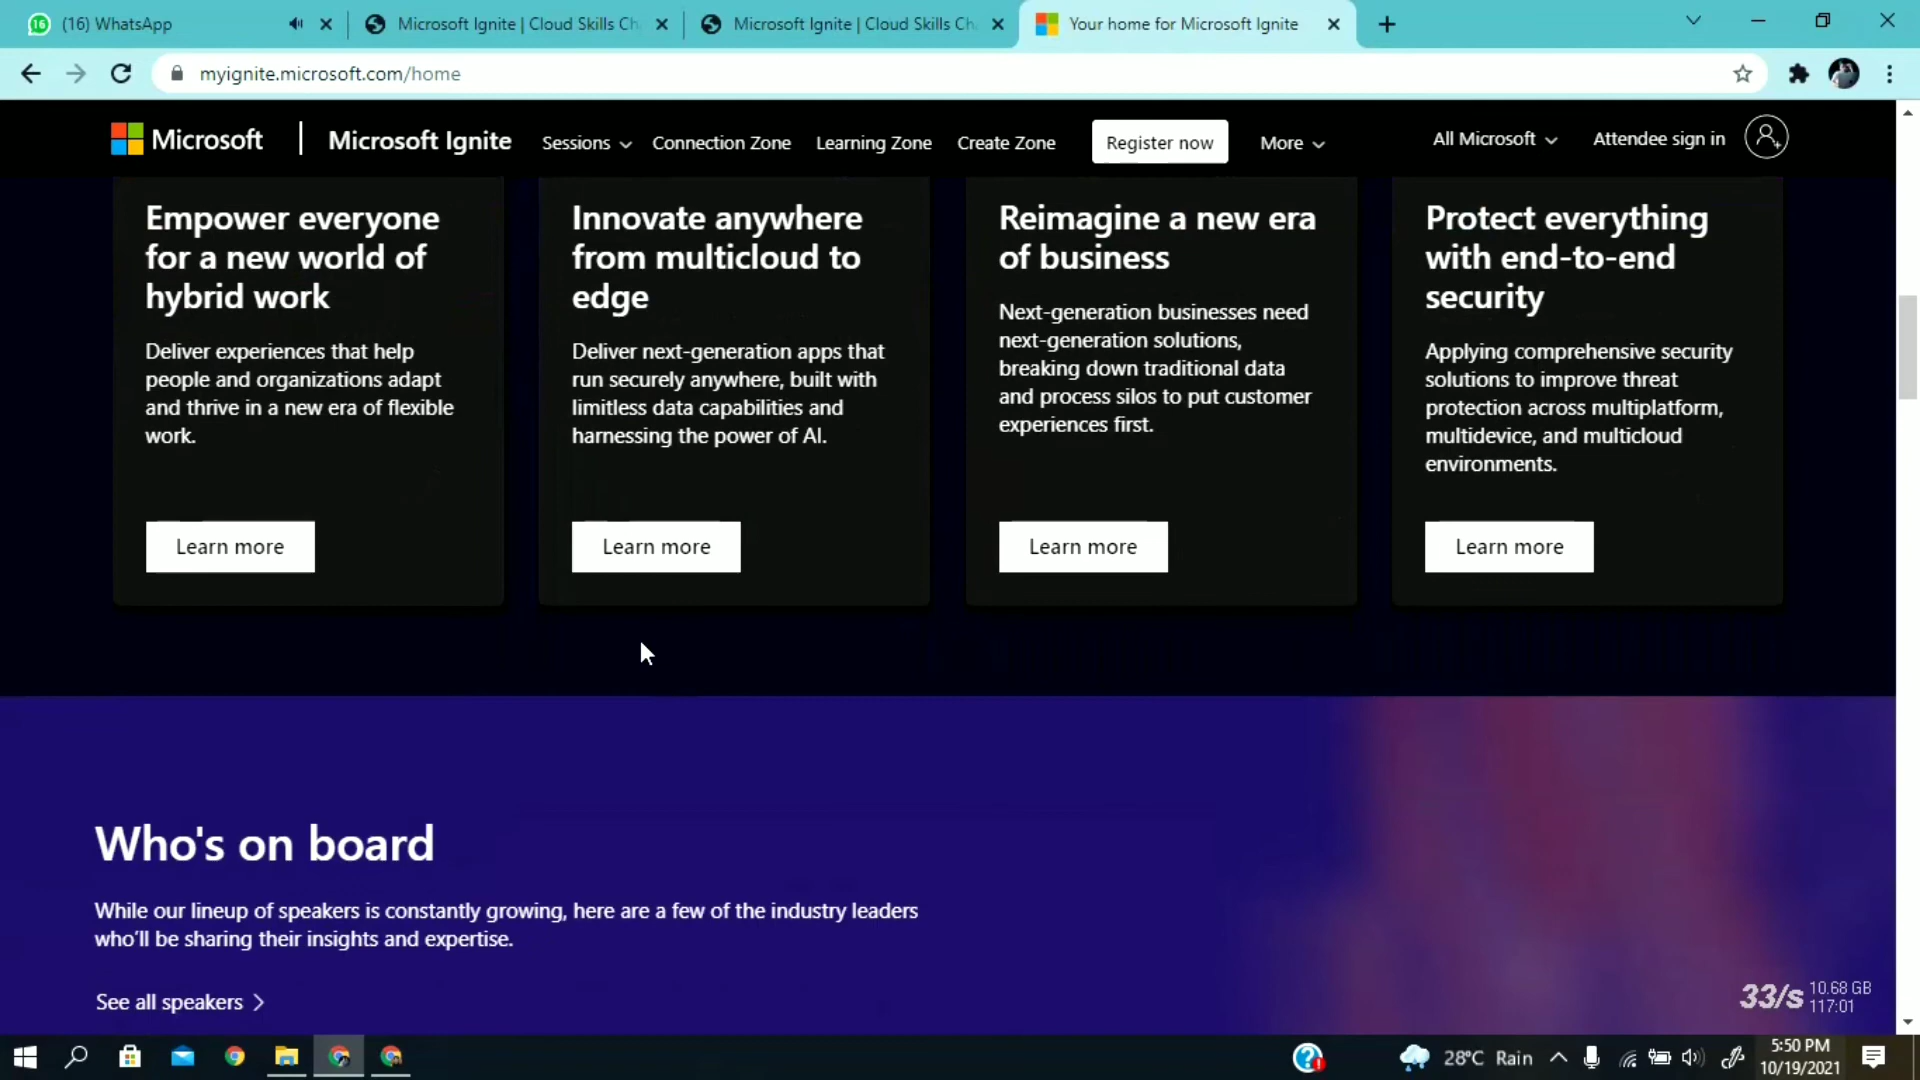 (16) WhatsApp
Microsoft Ignite | Cloud Skills Ch
Microsoft Ignite | Cloud Skills Ch
Your home for Microsoft Ignite
myignite.microsoft.com/home
Microsoft
Microsoft Ignite
Sessions
Connection Zone
Learning Zone
Create Zone
Register now
More
All Microsoft
Attendee sign in
Empower everyone
for a new world of
hybrid work
Deliver experiences that help
people and organizations adapt
and thrive in a new era of flexible
work.
Learn more
Innovate anywhere
from multicloud to
edge
Deliver next-generation apps that
run securely anywhere, built with
limitless data capabilities and
harnessing the power of AI.
Learn more
Reimagine a new era
of business
Next-generation businesses need
next-generation solutions,
breaking down traditional data
and process silos to put customer
experiences first.
Learn more
Protect everything
with end-to-end
security
Applying comprehensive security
solutions to improve threat
protection across multiplatform,
multidevice, and multicloud
environments.
Learn more
Who's on board
While our lineup of speakers is constantly growing, here are a few of the industry leaders
who'll be sharing their insights and expertise.
See all speakers
33/s
10.68 GB
117:01
28°C Rain
5:50 PM
10/19/2021